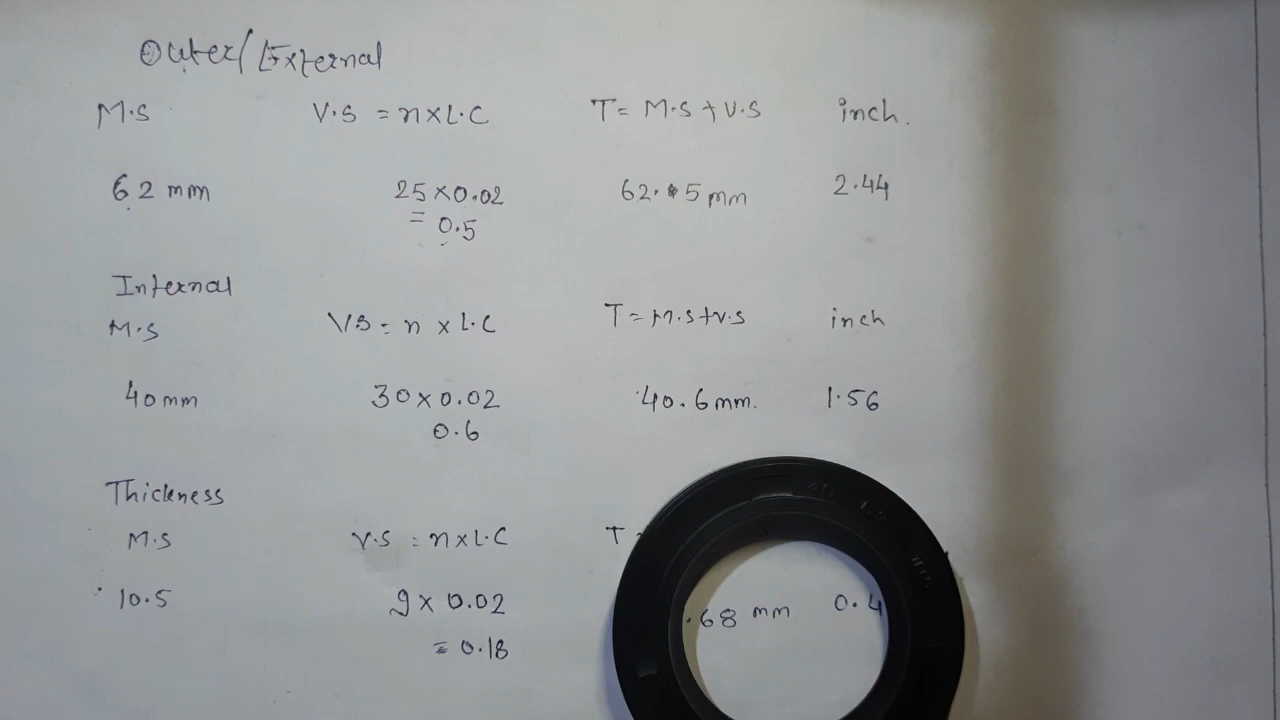 Outer/External
M.S V.S = n×L.C T= M.S + V.S inch.
62 mm 25×0.02 62.5 mm 2.44
= 0.5
Internal
M.S VS = n × L.C T = M.S+V.S inch
40mm 30×0.02 40.6mm. 1.56
0.6
Thickness
M.S V.S = n×L.C T
10.5 9× 0.02 .68 mm 0.4
= 0.18